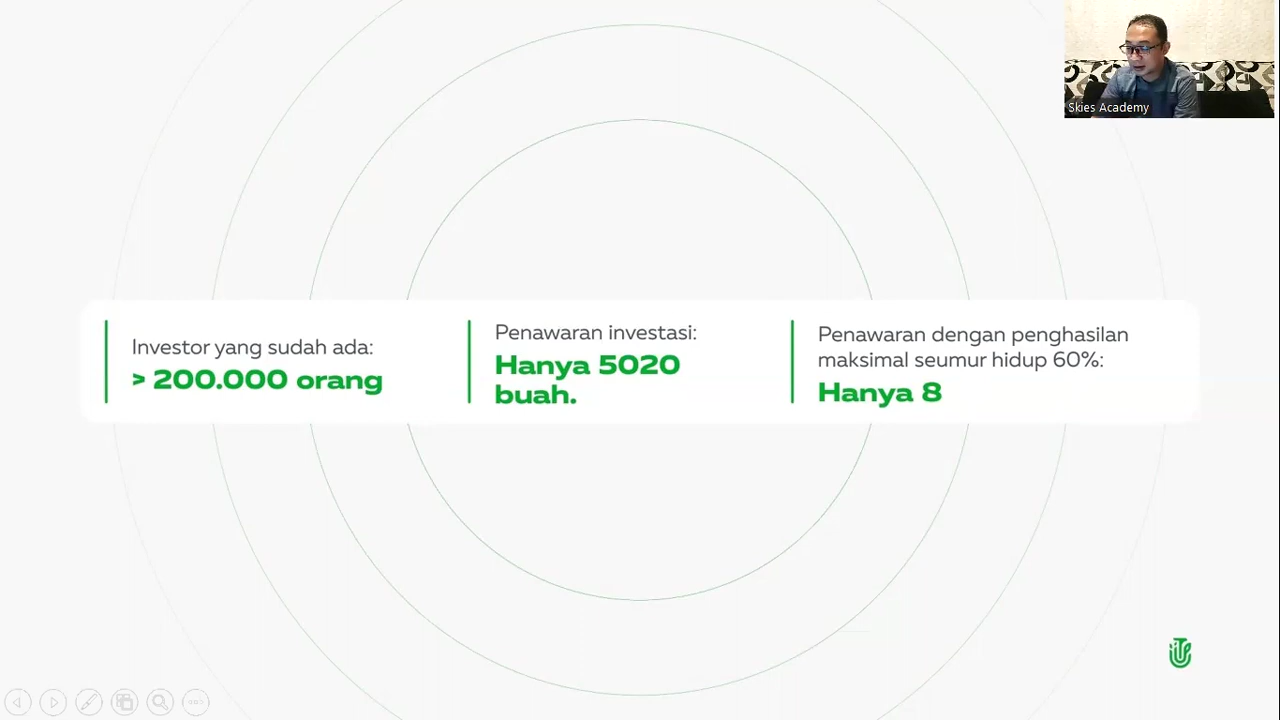 Skies Academy
Investor yang sudah ada:
> 200.000 orang
Penawaran investasi:
Hanya 5020
buah.
Penawaran dengan penghasilan
maksimal seumur hidup 60%:
Hanya 8